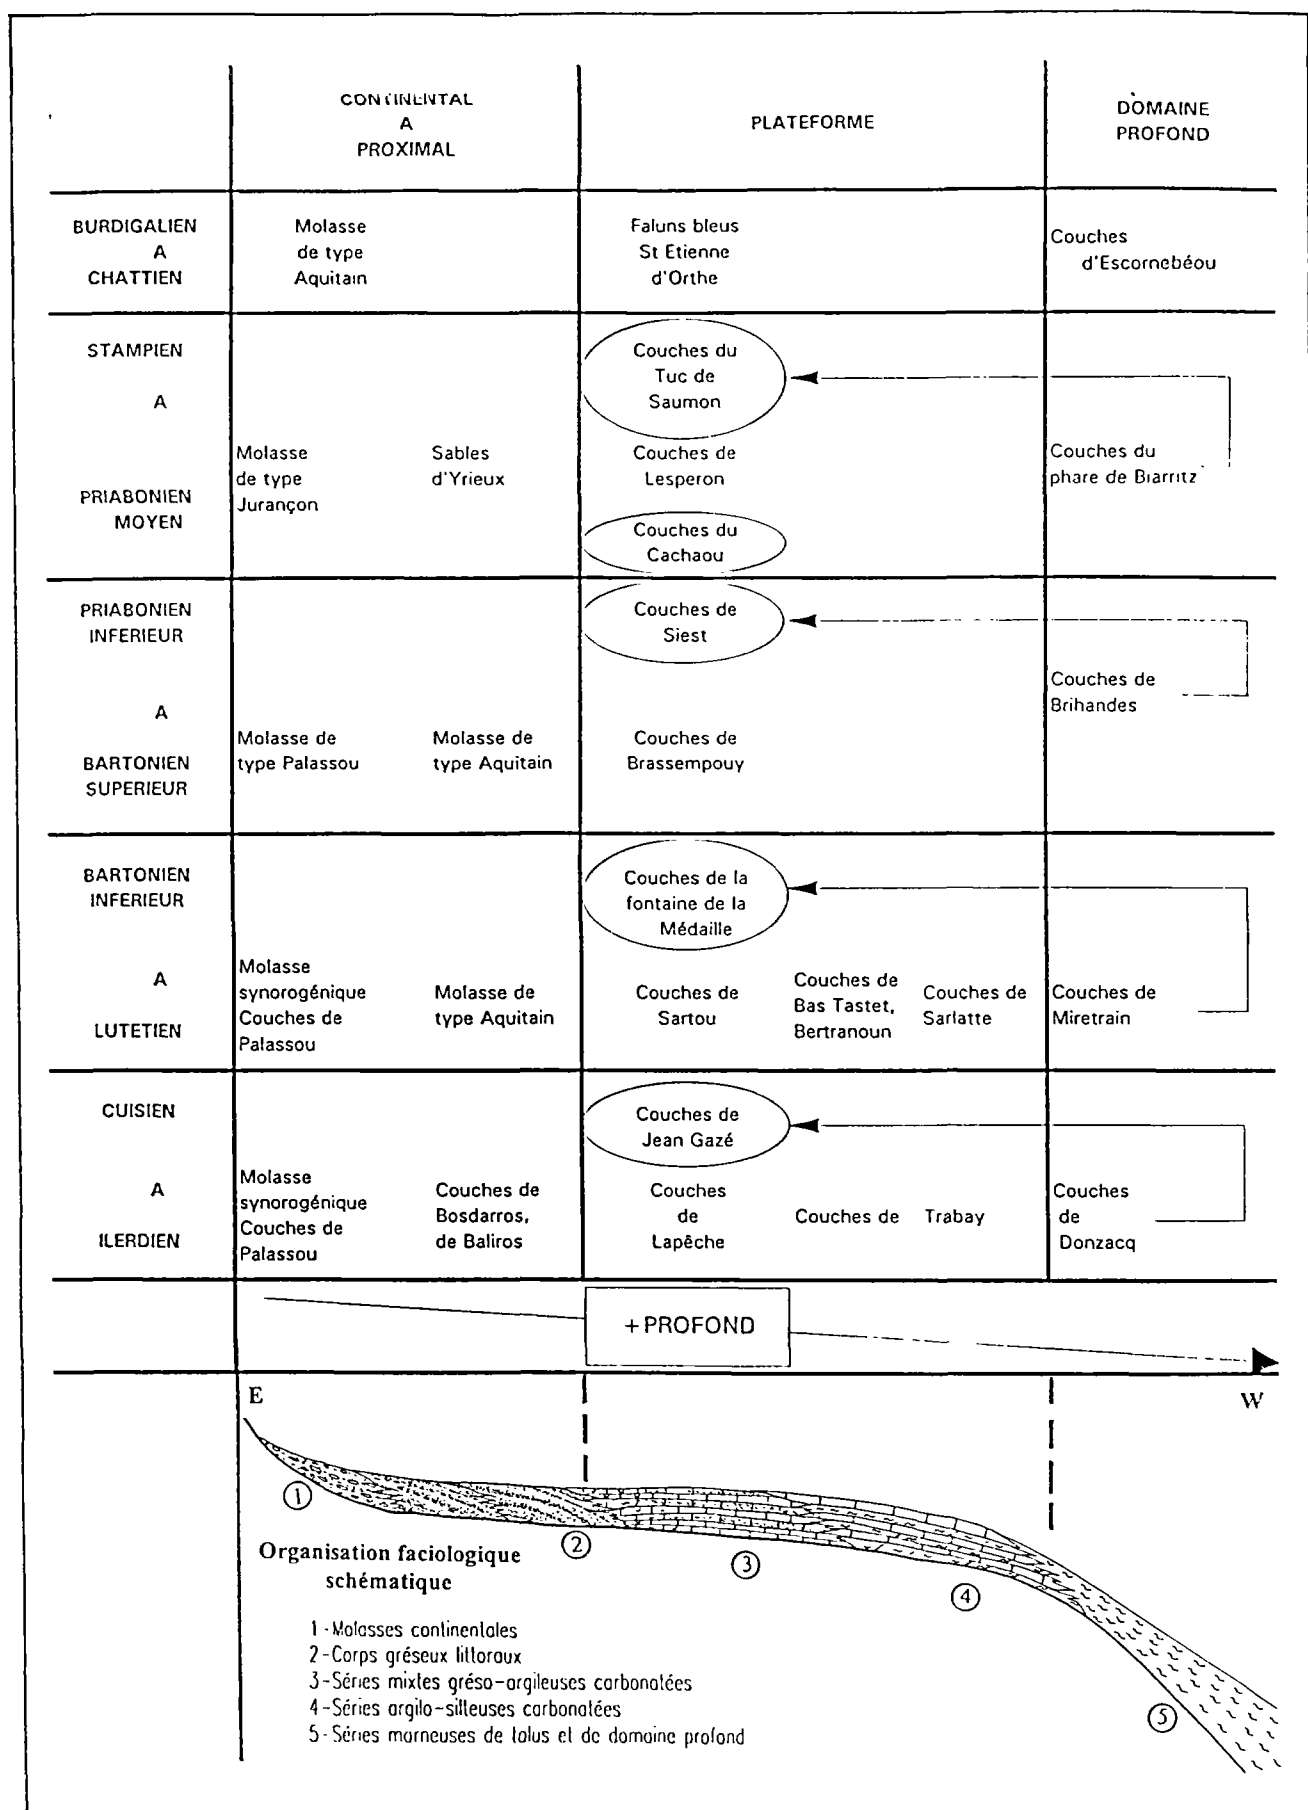 CONTINENTAL
A
PROXIMAL
PLATEFORME
DOMAINE
PROFOND
BURDIGALIEN
A
CHATTIEN
Molasse
de type
Aquitain
Faluns bleus
St Etienne
d'Orthe
Couches
d'Escornebéou
STAMPIEN
A
PRIABONIEN
MOYEN
Molasse
de type
Jurançon
Sables
d'Yrieux
Couches du
Tuc de
Saumon
Couches de
Lesperon
Couches du
Cachaou
Couches du
phare de Biarritz
PRIABONIEN
INFERIEUR
A
BARTONIEN
SUPERIEUR
Molasse de
type Palassou
Molasse de
type Aquitain
Couches de
Siest
Couches de
Brassempouy
Couches de
Brihandes
BARTONIEN
INFERIEUR
A
LUTETIEN
Molasse
synorogénique
Couches de
Palassou
Molasse de
type Aquitain
Couches de la
fontaine de la
Médaille
Couches de
Sartou
Couches de
Bas Tastet,
Bertranoun
Couches de
Sarlatte
Couches de
Miretrain
CUISIEN
A
ILERDIEN
Molasse
synorogénique
Couches de
Palassou
Couches de
Bosdarros,
de Baliros
Couches de
Jean Gazé
Couches
de
Lapêche
Couches de Trabay
Couches
de
Donzacq
+PROFOND
E
W
1
2
3
4
5
Organisation faciologique
schématique
1-Molasses continentales
2-Corps gréseux littoraux
3-Séries mixtes gréso-argileuses carbonatées
4-Séries argilo-silteuses carbonatées
5-Séries marneuses de talus et de domaine profond